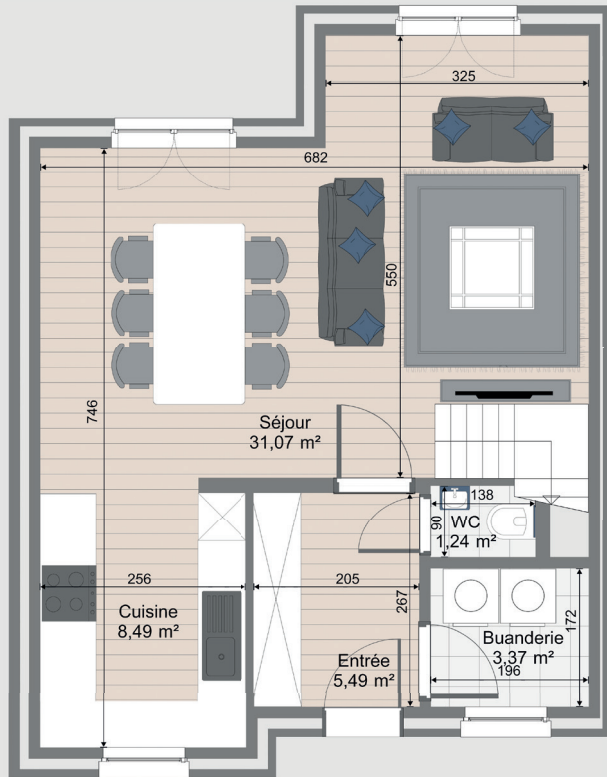 325
682
550
746
Séjour
31,07 m²
138
90
WC
1,24 m²
256
205
267
172
Cuisine
8,49 m²
Entrée
5,49 m²
Buanderie
3,37 m²
196